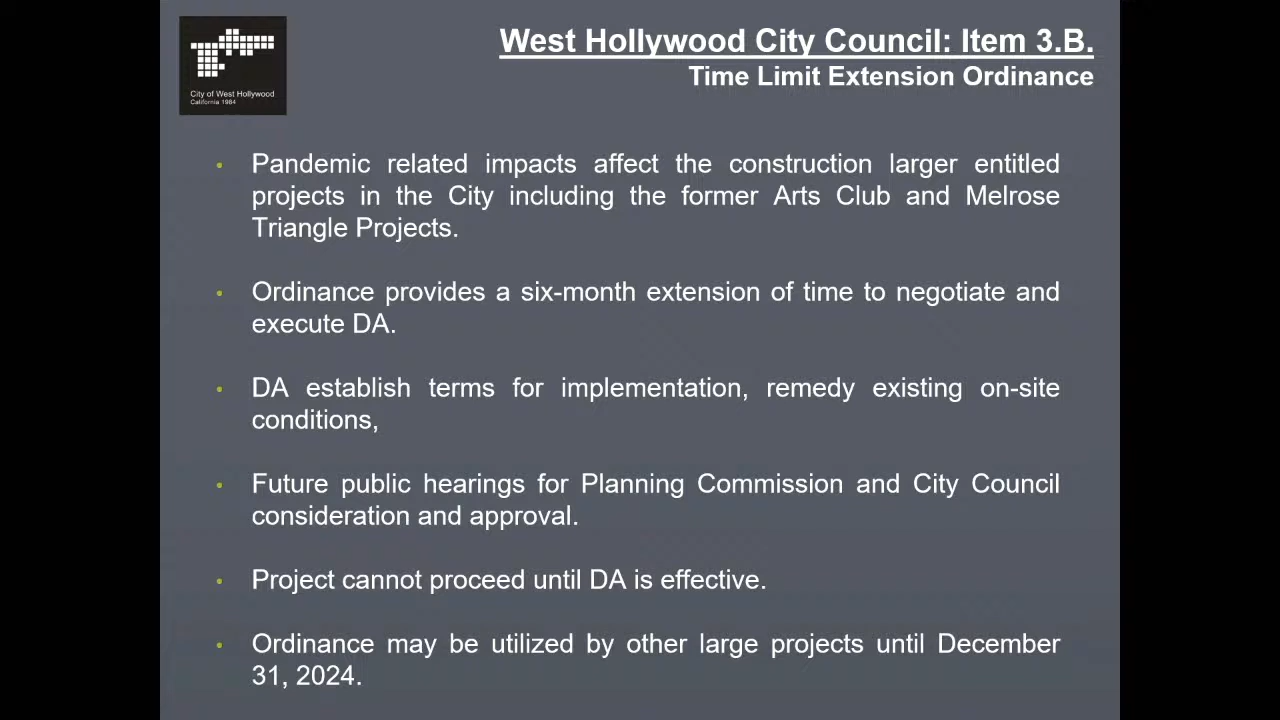 City of West Hollywood
California 1984
West Hollywood City Council: Item 3.B.
Time Limit Extension Ordinance
• Pandemic related impacts affect the construction larger entitled
projects in the City including the former Arts Club and Melrose
Triangle Projects.
• Ordinance provides a six-month extension of time to negotiate and
execute DA.
• DA establish terms for implementation, remedy existing on-site
conditions,
• Future public hearings for Planning Commission and City Council
consideration and approval.
• Project cannot proceed until DA is effective.
• Ordinance may be utilized by other large projects until December
31, 2024.